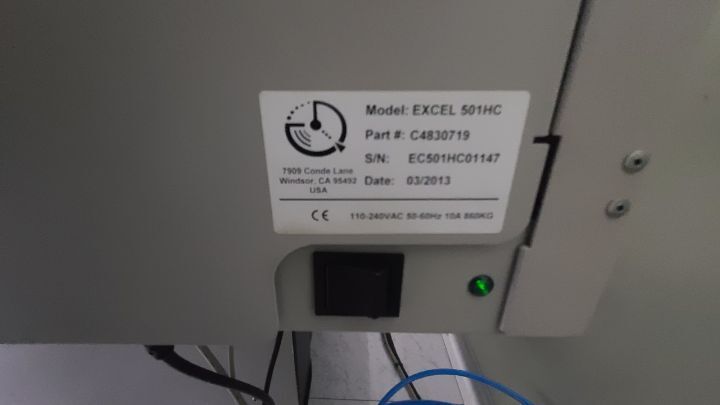 Model: EXCEL 501HC
Part #: C4830719
S/N: EC501HC01147
Date: 03/2013
7909 Conde Lane
Windsor, CA 95492
USA
CE 110-240VAC 50-60Hz 10A 860KG